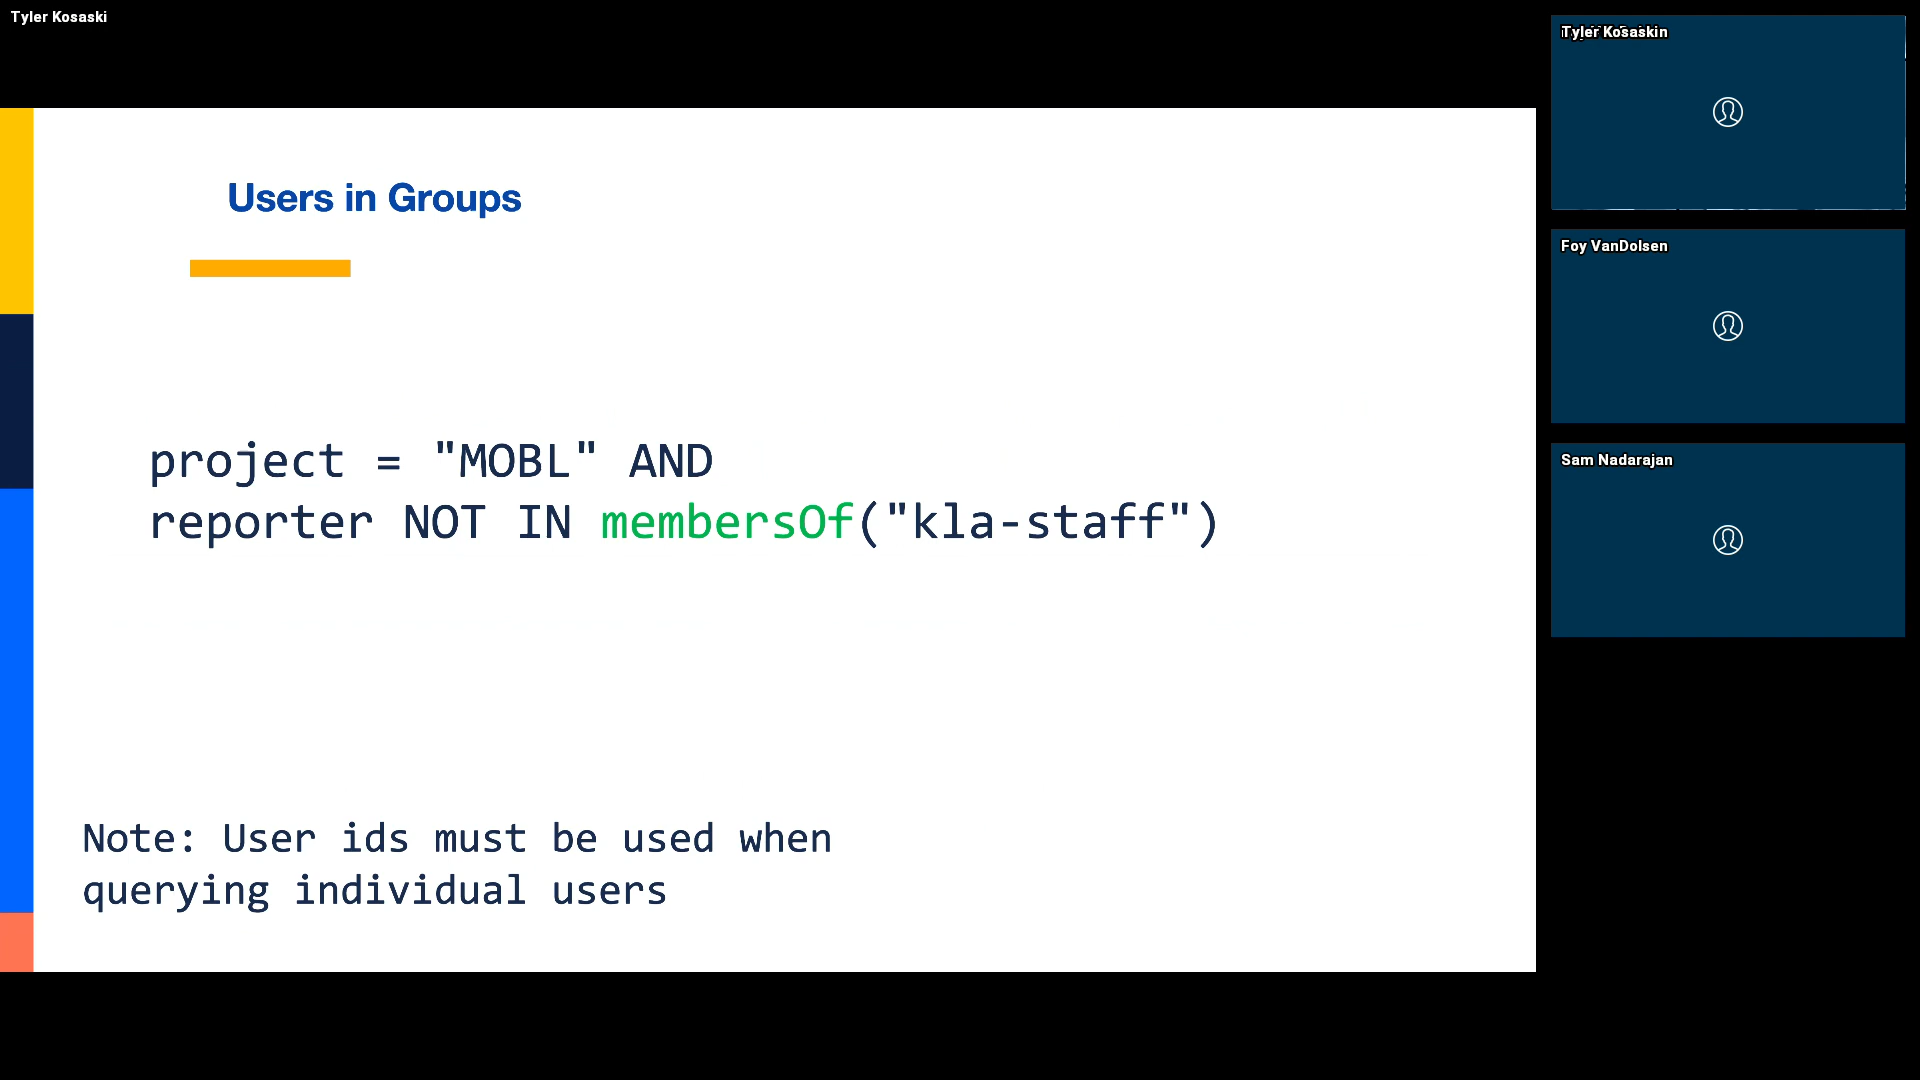 Tyler Kosaski
Users in Groups
project = "MOBL" AND
reporter NOT IN membersOf("kla-staff")
Note: User ids must be used when
querying individual users
Tyler Kosaskin
Foy VanDolsen
Sam Nadarajan